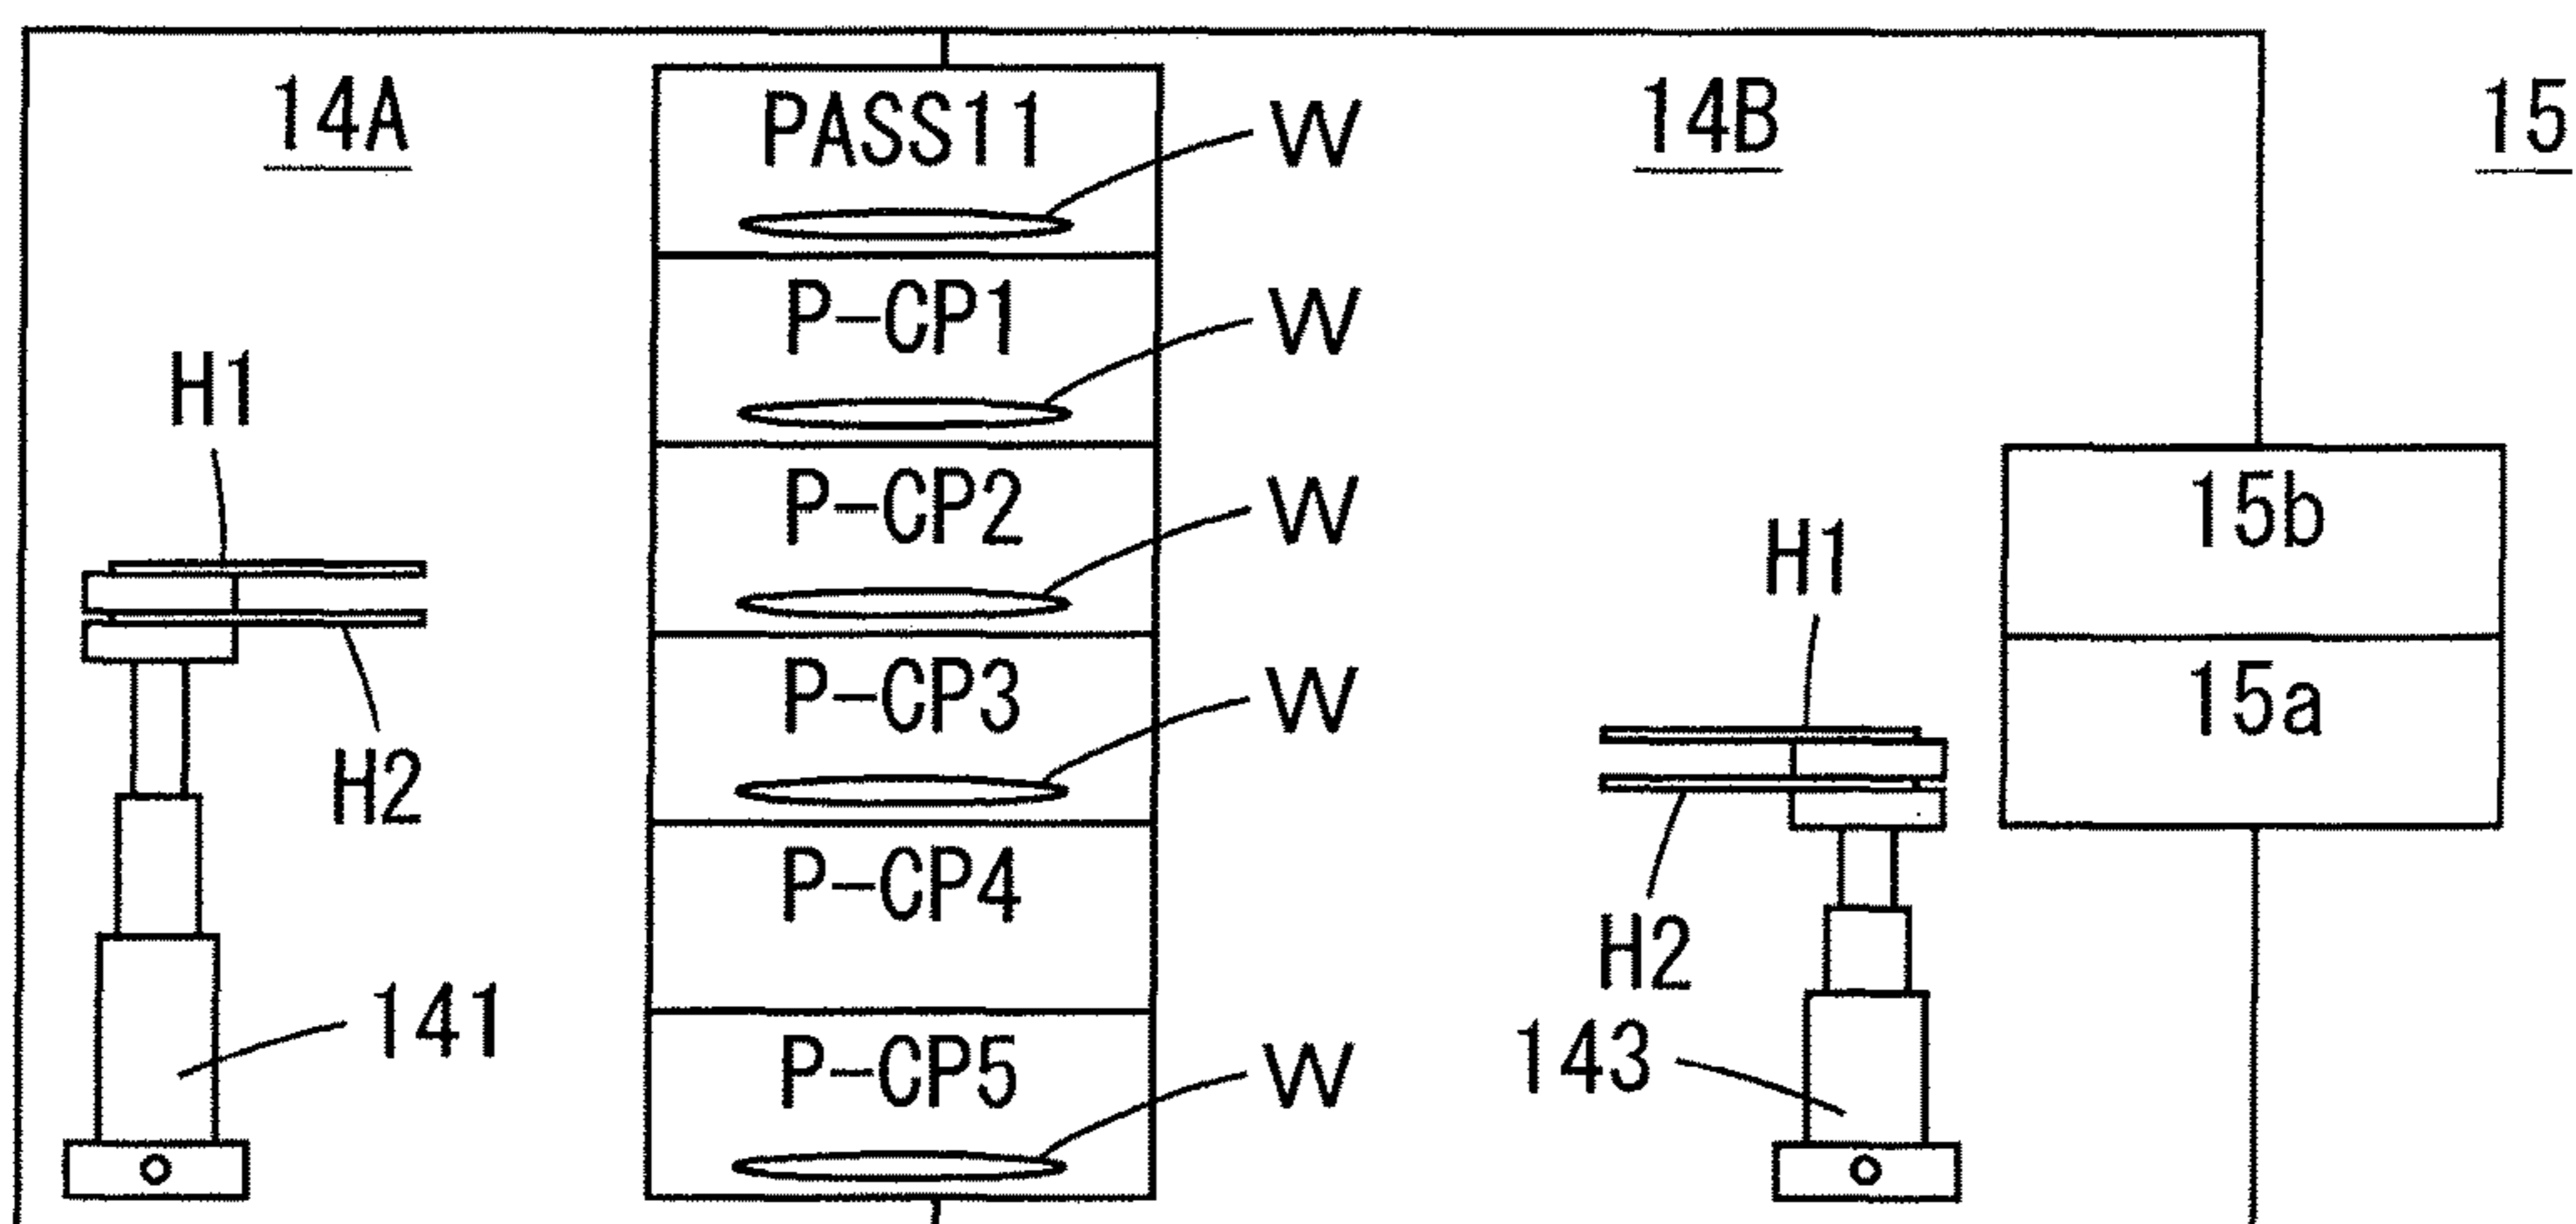 14A
PASS11
W
14B
15
P-CP1
W
H1
P-CP2
W
15b
H1
P-CP3
W
15a
H2
P-CP4
H2
141
P-CP5
W
143